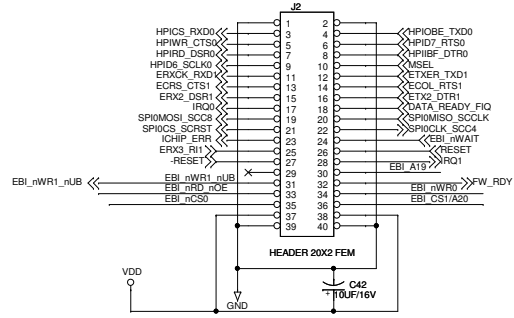 J2
1 2
HPICS_RXD0 3 4 HPIOBE_TXD0
HPIWR_CTS0 5 6 HPID7_RTS0
HPIRD_DSR0 7 8 HPIIBF_DTR0
HPID6_SCLK0 9 10 MSEL
ERXCK_RXD1 11 12 ETXER_TXD1
ECRS_CTS1 13 14 ECOL_RTS1
ERX2_DSR1 15 16 ETX2_DTR1
IRQ0 17 18 DATA_READY_FIQ
SPI0MOSI_SCC8 19 20 SPI0MISO_SCCLK
SPI0CS_SCRST 21 22 SPI0CLK_SCC4
ICHIP_ERR 23 24 EBI_nWAIT
ERX3_RI1 25 26 RESET
-RESET 27 28 IRQ1
29 30 EBI_A19
EBI_nWR1_nUB EBI_nWR1_nUB 31 32 FW_RDY
EBI_nRD_nOE 33 34 EBI_nWR0
EBI_nCS0 35 36 EBI_CS1/A20
37 38
39 40
HEADER 20X2 FEM
VDD
C42
+ 10UF/16V
GND